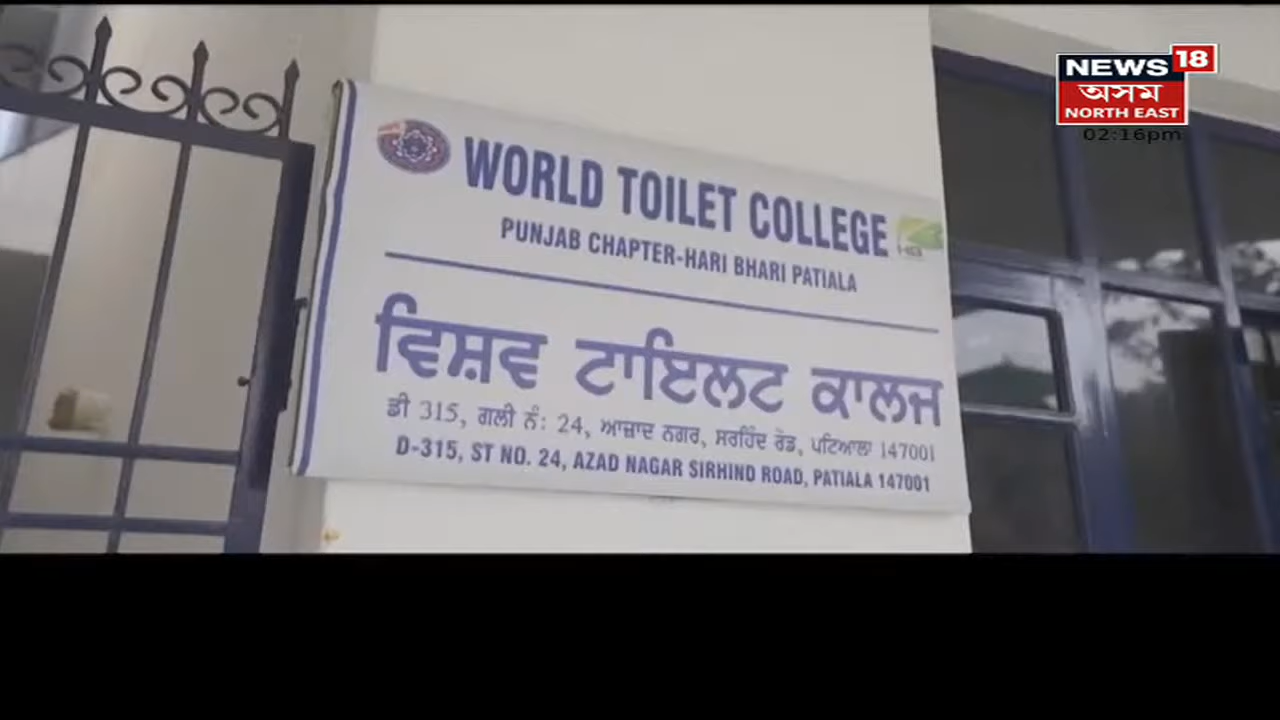 NEWS 18
অসম
NORTH EAST
02:16pm
WORLD TOILET COLLEGE
PUNJAB CHAPTER-HARI BHARI PATIALA
ਵਿਸ਼ਵ ਟਾਇਲਟ ਕਾਲਜ
ਡੀ 315, ਗਲੀ ਨੰ: 24, ਆਜ਼ਾਦ ਨਗਰ, ਸਰਹਿੰਦ ਰੋਡ, ਪਟਿਆਲਾ 147001
D-315, ST NO. 24, AZAD NAGAR SIRHIND ROAD, PATIALA 147001